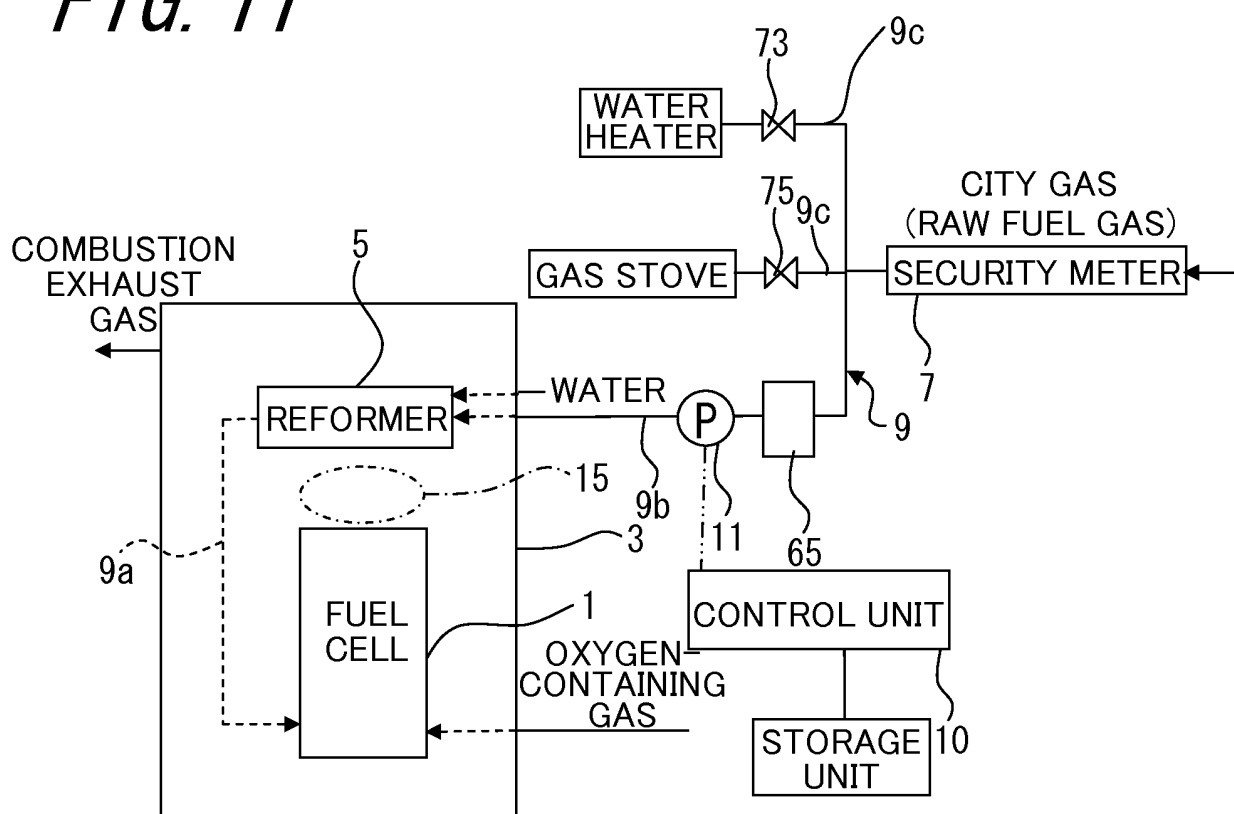 FIG. 11
9c
73
WATER
HEATER
CITY GAS
(RAW FUEL GAS)
75
9c
COMBUSTION
EXHAUST
GAS
5
GAS STOVE
SECURITY METER
7
WATER
REFORMER
P
9
15
9b
11
3
65
9a
FUEL
CELL
1
CONTROL UNIT
OXYGEN-
CONTAINING
GAS
10
STORAGE
UNIT